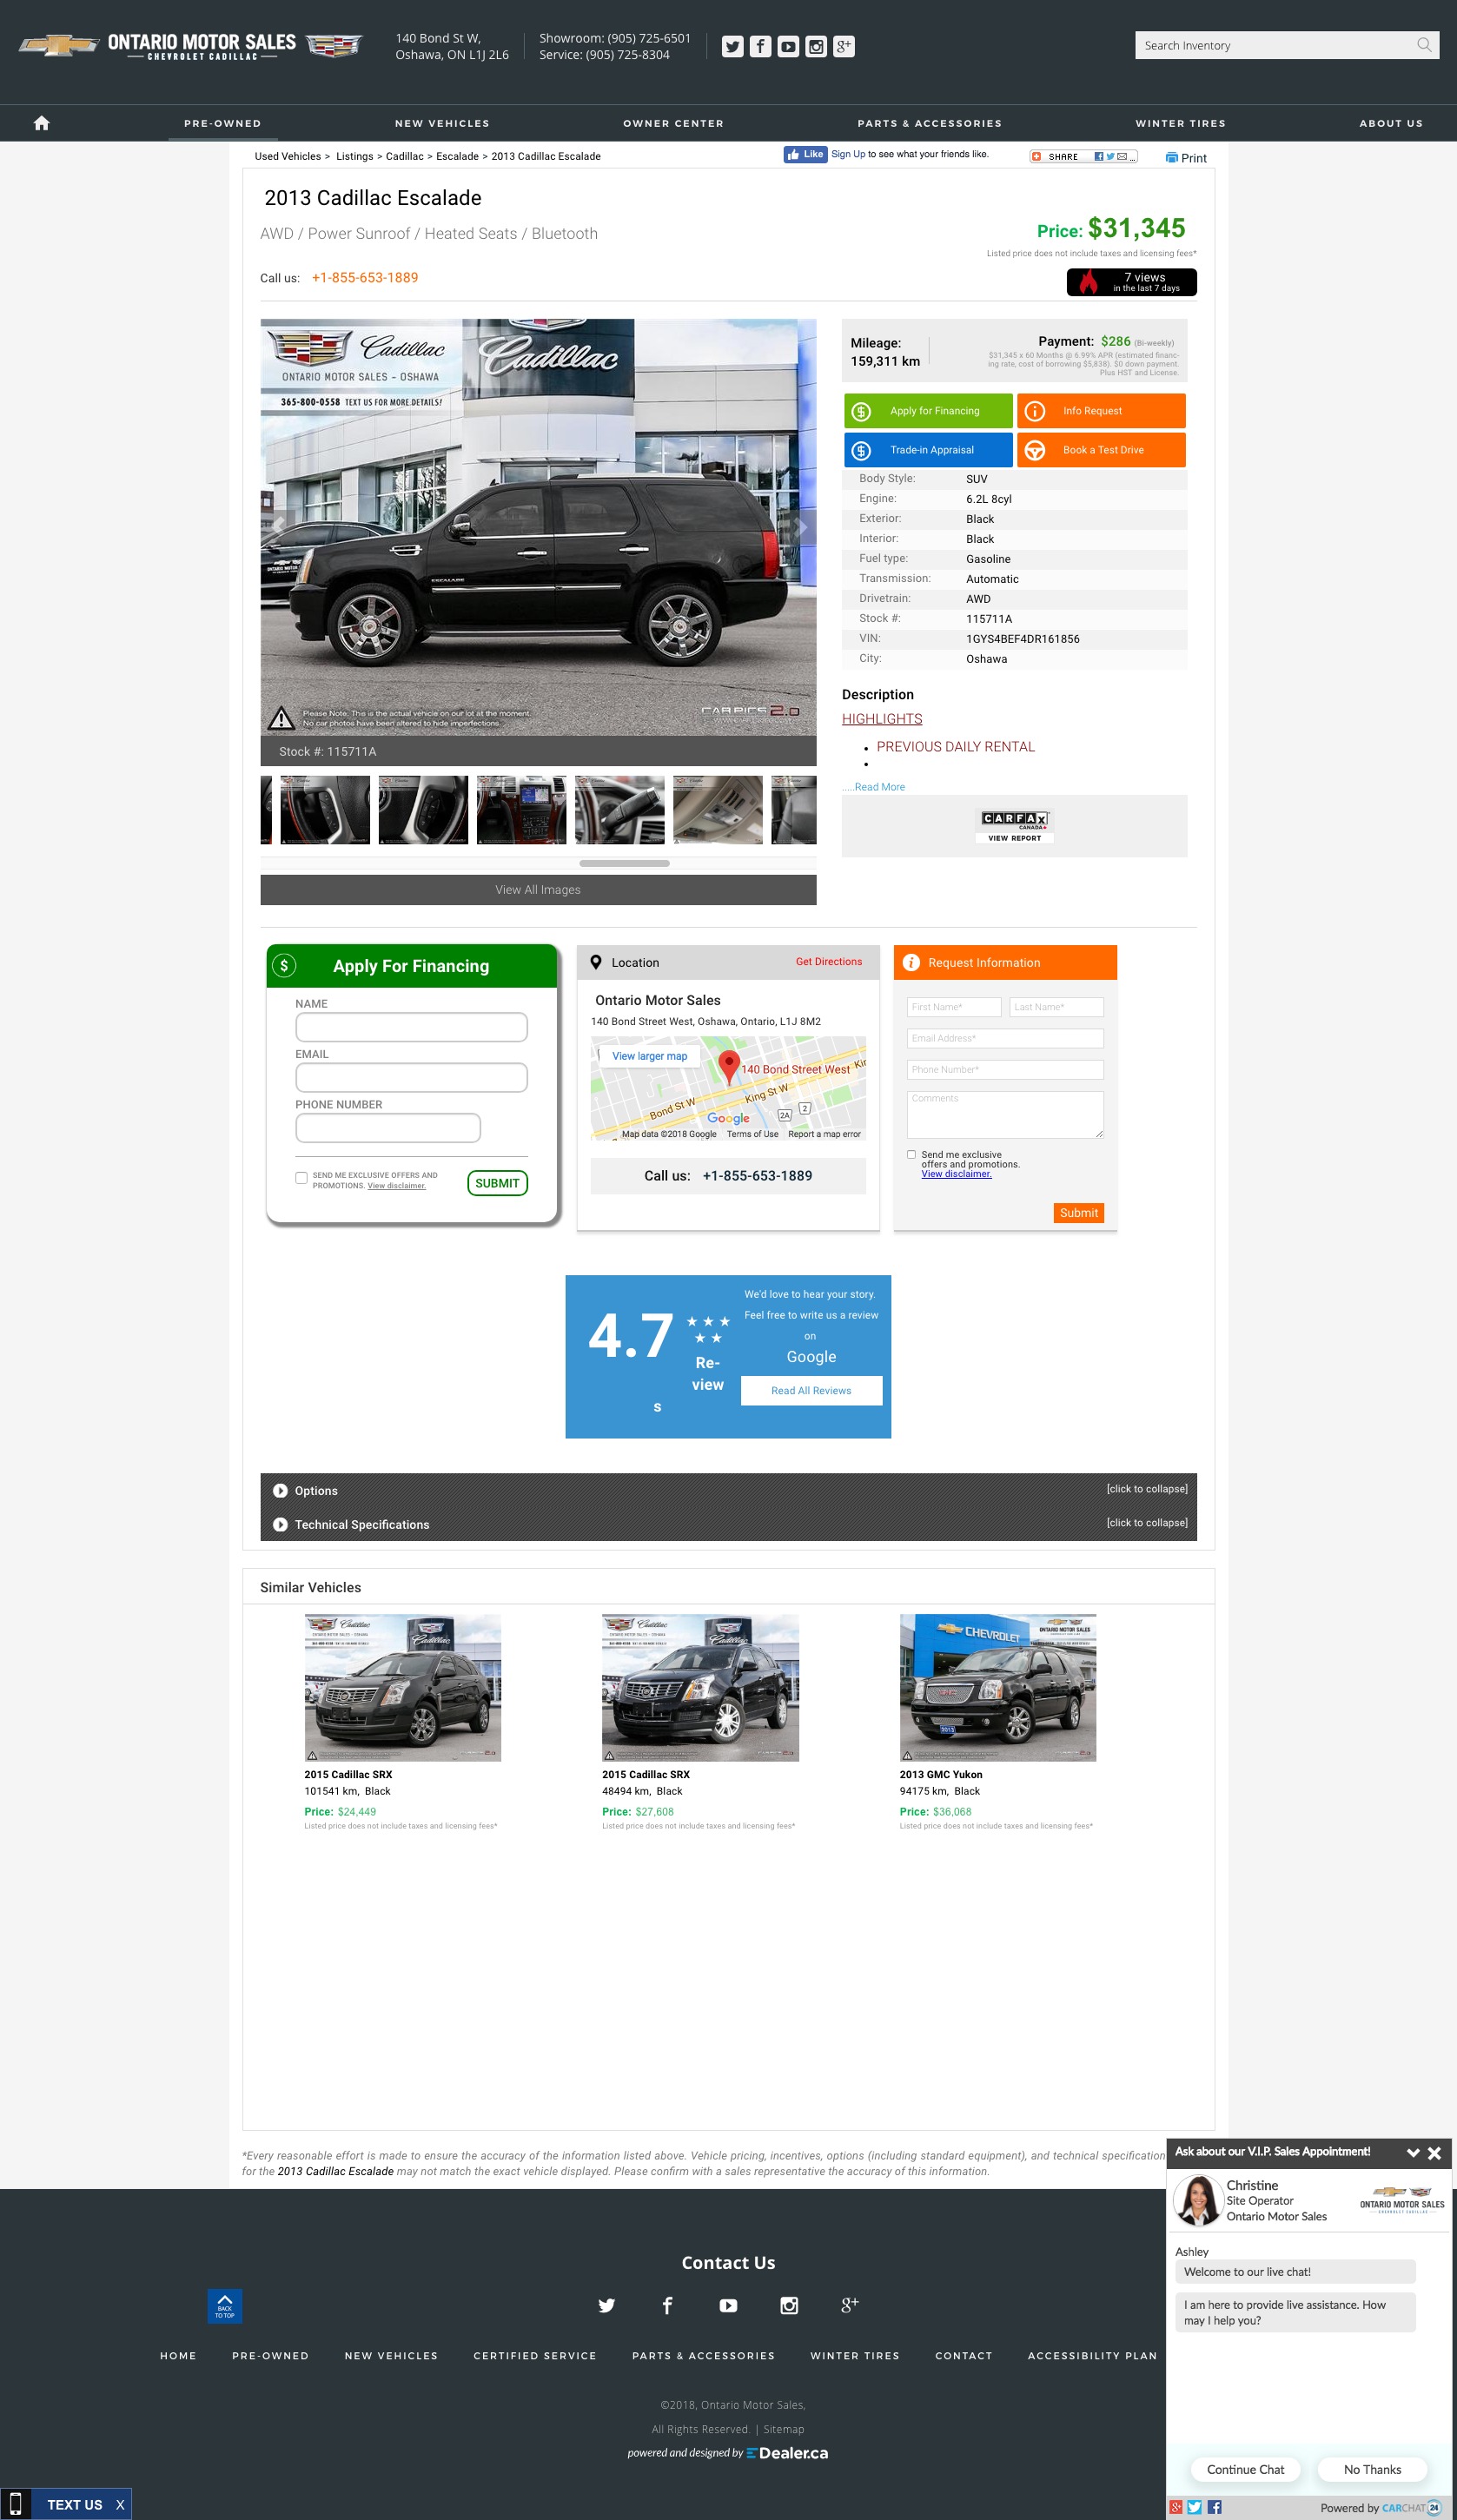 ONTARIO MOTOR SALES
CHEVROLET CADILLAC
140 Bond St W,
Oshawa, ON L1J 2L6
Showroom: (905) 725-6501
Service: (905) 725-8304
Search Inventory
PRE-OWNED
NEW VEHICLES
OWNER CENTER
PARTS & ACCESSORIES
WINTER TIRES
ABOUT US
Used Vehicles > Listings > Cadillac > Escalade > 2013 Cadillac Escalade
Like Sign Up to see what your friends like.
SHARE
Print
2013 Cadillac Escalade
AWD / Power Sunroof / Heated Seats / Bluetooth
Price: $31,345
Listed price does not include taxes and licensing fees*
Call us: +1-855-653-1889
7 views
in the last 7 days
Cadillac
ONTARIO MOTOR SALES - OSHAWA
365-800-0558 TEXT US FOR MORE DETAILS!
Cadillac
ESCALADE
Please Note: This is the actual vehicle on our lot at the moment.
No car photos have been altered to hide imperfections.
CARPICS 2.0
Stock #: 115711A
View All Images
Mileage:
159,311 km
Payment: $286 (Bi-weekly)
$31,345 x 60 Months @ 6.99% APR (estimated financ-
ing rate, cost of borrowing $5,838). $0 down payment.
Plus HST and License.
Apply for Financing
Info Request
Trade-in Appraisal
Book a Test Drive
Body Style: SUV
Engine: 6.2L 8cyl
Exterior: Black
Interior: Black
Fuel type: Gasoline
Transmission: Automatic
Drivetrain: AWD
Stock #: 115711A
VIN: 1GYS4BEF4DR161856
City: Oshawa
Description
HIGHLIGHTS
• PREVIOUS DAILY RENTAL
•
.....Read More
CARFAX
CANADA
VIEW REPORT
Apply For Financing
NAME
EMAIL
PHONE NUMBER
SEND ME EXCLUSIVE OFFERS AND
PROMOTIONS. View disclaimer.
SUBMIT
Location
Get Directions
Ontario Motor Sales
140 Bond Street West, Oshawa, Ontario, L1J 8M2
View larger map
140 Bond Street West
Bond St W
King St W
Kin
2A
2
Google
Map data ©2018 Google Terms of Use Report a map error
Call us: +1-855-653-1889
Request Information
First Name*
Last Name*
Email Address*
Phone Number*
Comments
Send me exclusive
offers and promotions.
View disclaimer.
Submit
4.7
Re-
view
s
We'd love to hear your story.
Feel free to write us a review
on
Google
Read All Reviews
Options
[click to collapse]
Technical Specifications
[click to collapse]
Similar Vehicles
Cadillac
Cadillac
CHEVROLET
ONTARIO MOTOR SALES
2013
2015 Cadillac SRX
101541 km, Black
Price: $24,449
Listed price does not include taxes and licensing fees*
2015 Cadillac SRX
48494 km, Black
Price: $27,608
Listed price does not include taxes and licensing fees*
2013 GMC Yukon
94175 km, Black
Price: $36,068
Listed price does not include taxes and licensing fees*
*Every reasonable effort is made to ensure the accuracy of the information listed above. Vehicle pricing, incentives, options (including standard equipment), and technical specification
for the 2013 Cadillac Escalade may not match the exact vehicle displayed. Please confirm with a sales representative the accuracy of this information.
Ask about our V.I.P. Sales Appointment!
Christine
Site Operator
Ontario Motor Sales
ONTARIO MOTOR SALES
Ashley
Welcome to our live chat!
I am here to provide live assistance. How
may I help you?
Continue Chat
No Thanks
Powered by CARCHAT 24
Contact Us
BACK
TO TOP
HOME
PRE-OWNED
NEW VEHICLES
CERTIFIED SERVICE
PARTS & ACCESSORIES
WINTER TIRES
CONTACT
ACCESSIBILITY PLAN
©2018, Ontario Motor Sales,
All Rights Reserved. | Sitemap
powered and designed by EDealer.ca
TEXT US X